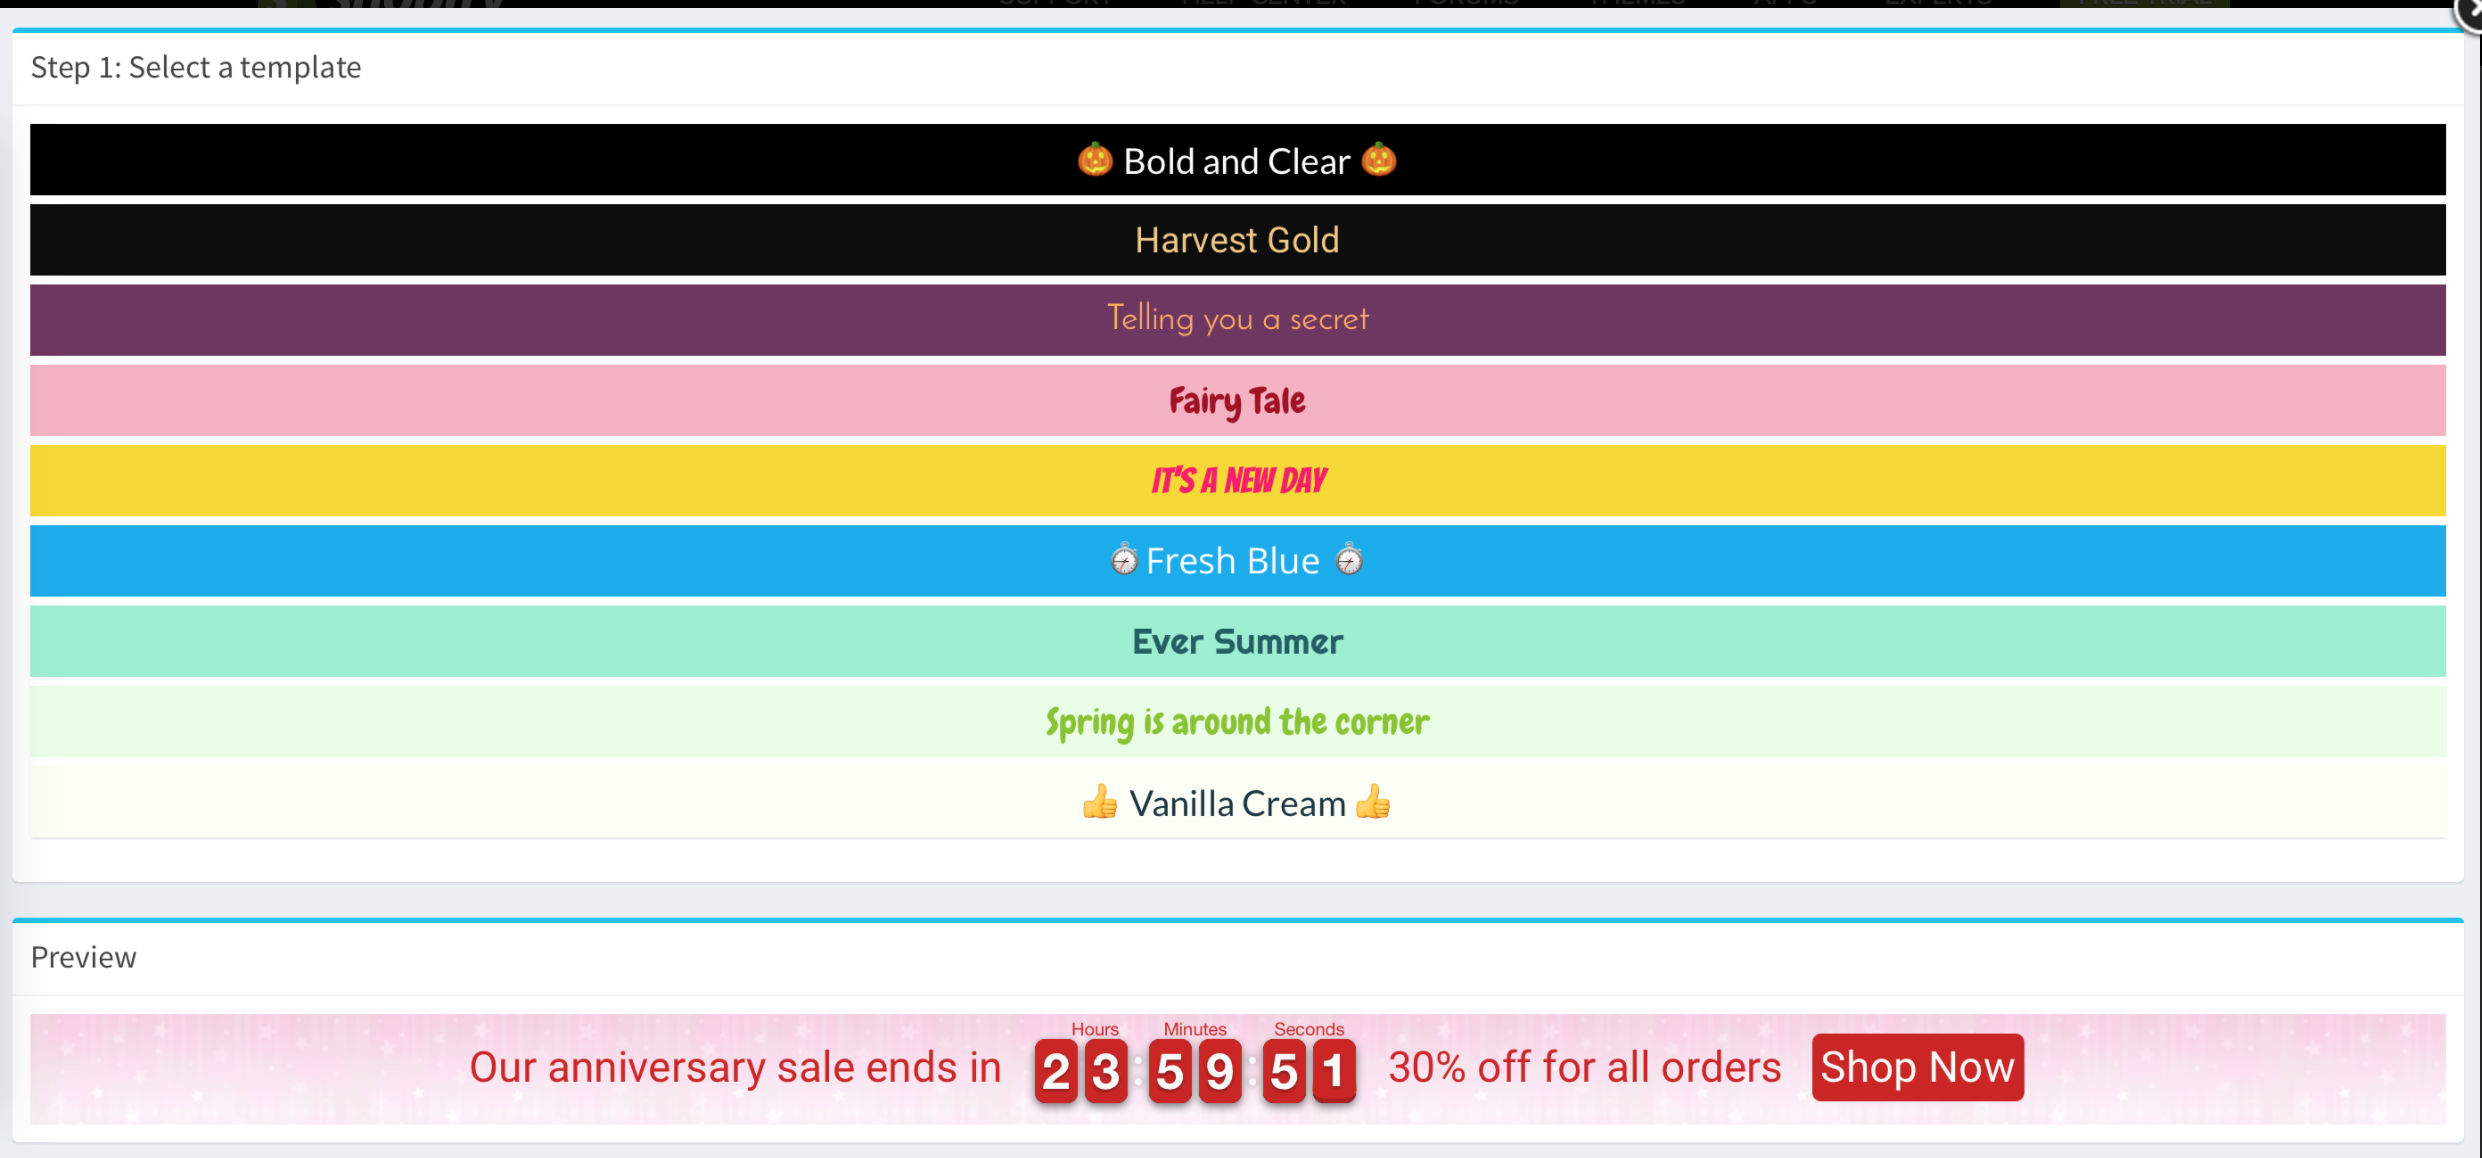 Step 1: Select a template
🎃 Bold and Clear 🎃
Harvest Gold
Telling you a secret
Fairy Tale
IT'S A NEW DAY
⏱ Fresh Blue ⏱
Ever Summer
Spring is around the corner
👍 Vanilla Cream 👍
Preview
Hours Minutes Seconds
Our anniversary sale ends in 23:59:51 30% off for all orders Shop Now